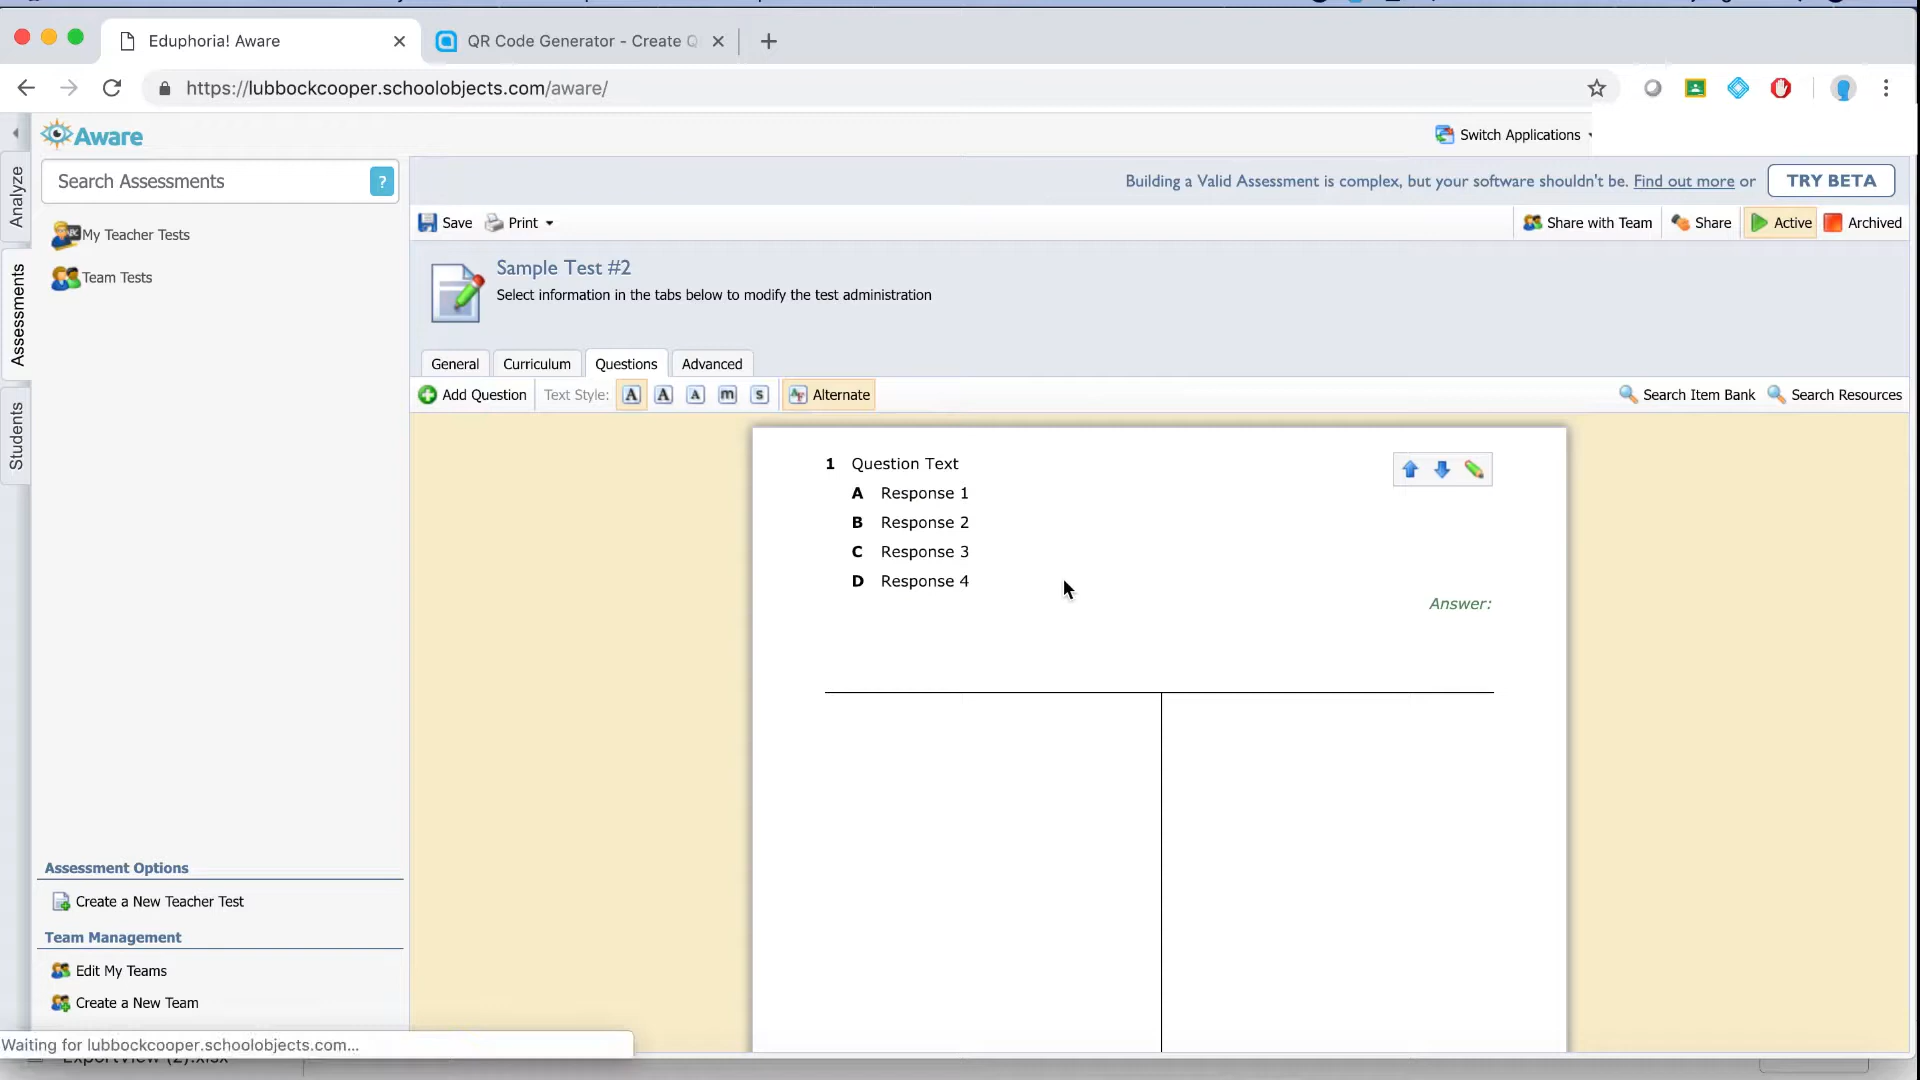 Eduphoria! Aware
QR Code Generator - Create Q
https://lubbockcooper.schoolobjects.com/aware/
Aware
Switch Applications
Analyze
Search Assessments
?
Building a Valid Assessment is complex, but your software shouldn't be. Find out more or
TRY BETA
My Teacher Tests
Save
Print
Share with Team
Share
Active
Archived
Team Tests
Sample Test #2
Select information in the tabs below to modify the test administration
Assessments
General
Curriculum
Questions
Advanced
Add Question
Text Style:
A
A
A
m
s
Alternate
Search Item Bank
Search Resources
Students
1 Question Text
A Response 1
B Response 2
C Response 3
D Response 4
Answer:
Assessment Options
Create a New Teacher Test
Team Management
Edit My Teams
Create a New Team
Waiting for lubbockcooper.schoolobjects.com...